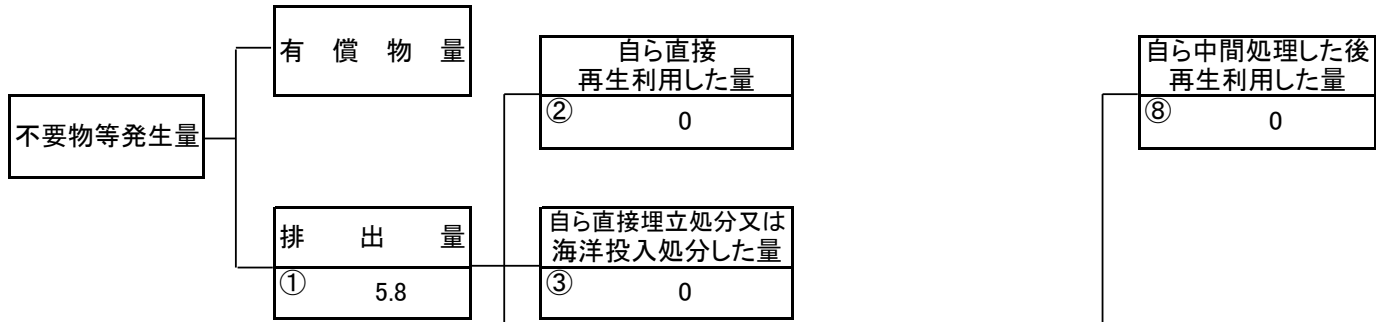 有償物量
自ら直接
再生利用した量
② 0
自ら中間処理した後
再生利用した量
⑧ 0
不要物等発生量
排出量
① 5.8
自ら直接埋立処分又は
海洋投入処分した量
③ 0